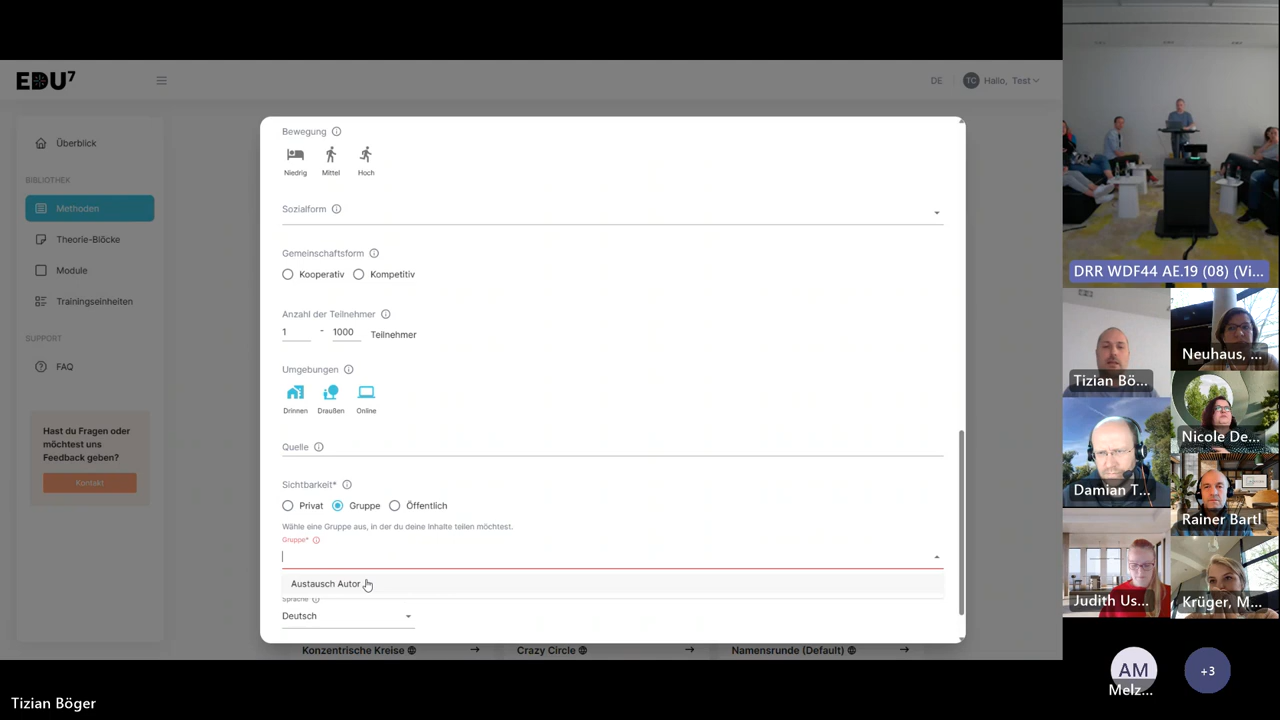 EDU⁷
DE
TC
Hallo, Test
Überblick
BIBLIOTHEK
Methoden
Theorie-Blöcke
Module
Trainingseinheiten
SUPPORT
FAQ
Hast du Fragen oder
möchtest uns
Feedback geben?
Kontakt
Bewegung
Niedrig
Mittel
Hoch
Sozialform
Gemeinschaftsform
Kooperativ
Kompetitiv
Anzahl der Teilnehmer
1 - 1000 Teilnehmer
Umgebungen
Drinnen
Draußen
Online
Quelle
Sichtbarkeit*
Privat
Gruppe
Öffentlich
Wähle eine Gruppe aus, in der du deine Inhalte teilen möchtest.
Gruppe*
Austausch Autor
Sprache
Deutsch
Konzentrische Kreise
Crazy Circle
Namensrunde (Default)
DRR WDF44 AE.19 (08) (Vi...
Tizian Bö...
Neuhaus, ...
Nicole De...
Damian T...
Rainer Bartl
Judith Us...
Krüger, M...
AM
Melz...
+3
Tizian Böger